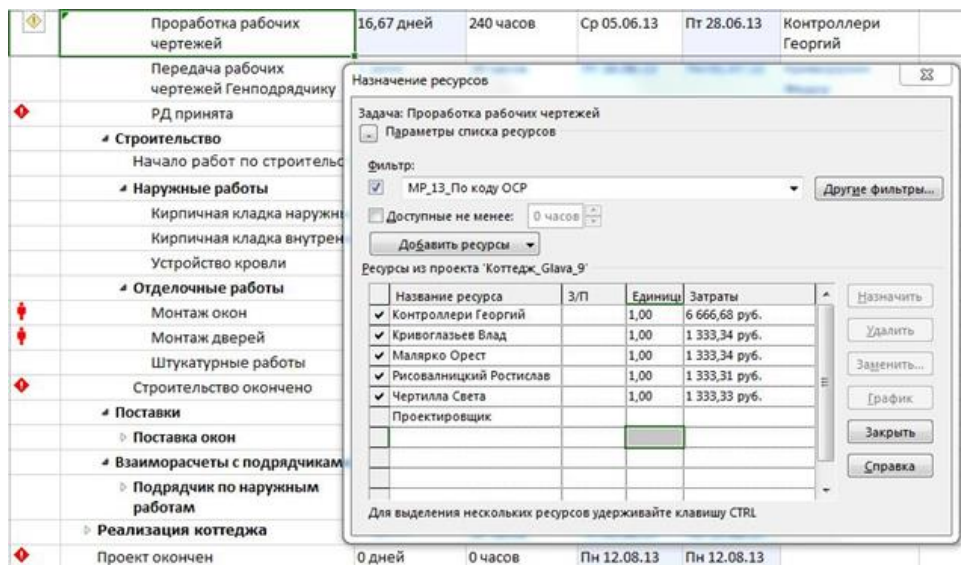 Проработка рабочих 16,67 дней 240 часов Ср 05.06.13 Пт 28.06.13 Контроллери
чертежей Георгий
Передача рабочих
чертежей Генподрядчику
РД принята
Строительство
Начало работ по строительс
Наружные работы
Кирпичная кладка наружн
Кирпичная кладка внутрен
Устройство кровли
Отделочные работы
Монтаж окон
Монтаж дверей
Штукатурные работы
Строительство окончено
Поставки
Поставка окон
Взаиморасчеты с подрядчикам
Подрядчик по наружным
работам
Реализация коттеджа
Проект окончен 0 дней 0 часов Пн 12.08.13 Пн 12.08.13
Назначение ресурсов
Задача: Проработка рабочих чертежей
Параметры списка ресурсов
Фильтр:
МР_13_По коду ОСР Другие фильтры...
Доступные не менее: 0 часов
Добавить ресурсы
Ресурсы из проекта 'Коттедж_Glava_9'
Название ресурса З/П Единиць Затраты
Контроллери Георгий 1,00 6 666,68 руб.
Кривоглазьев Влад 1,00 1 333,34 руб.
Малярко Орест 1,00 1 333,34 руб.
Рисовалницкий Ростислав 1,00 1 333,31 руб.
Чертилла Света 1,00 1 333,33 руб.
Проектировщик
Назначить
Удалить
Заменить...
График
Закрыть
Справка
Для выделения нескольких ресурсов удерживайте клавишу CTRL